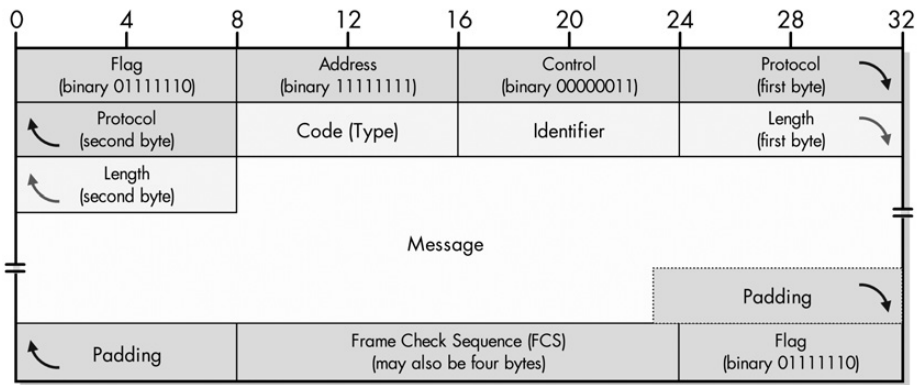 0 4 8 12 16 20 24 28 32
Flag
(binary 01111110)
Address
(binary 11111111)
Control
(binary 00000011)
Protocol
(first byte)
Protocol
(second byte)
Code (Type)
Identifier
Length
(first byte)
Length
(second byte)
Message
Padding
Padding
Frame Check Sequence (FCS)
(may also be four bytes)
Flag
(binary 01111110)